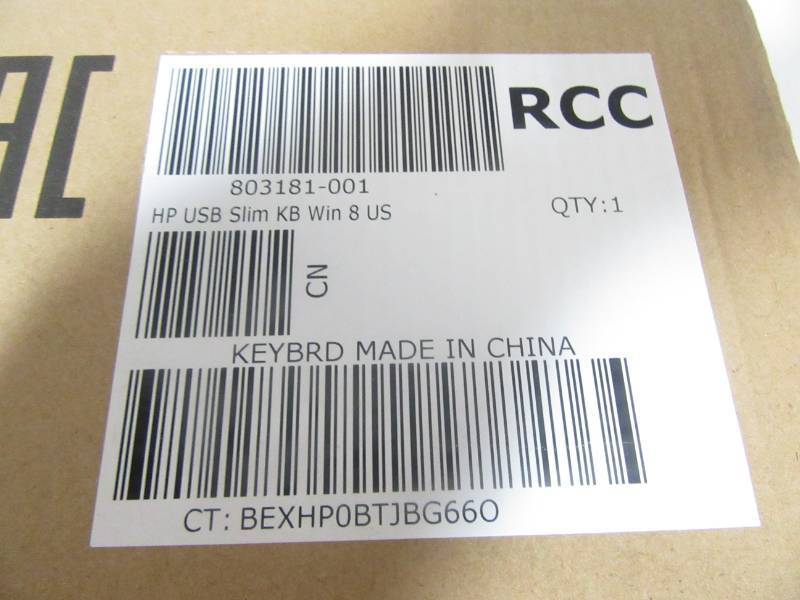 RCC
803181-001
HP USB Slim KB Win 8 US
QTY:1
CN
KEYBRD MADE IN CHINA
CT: BEXHP0BTJBG66O